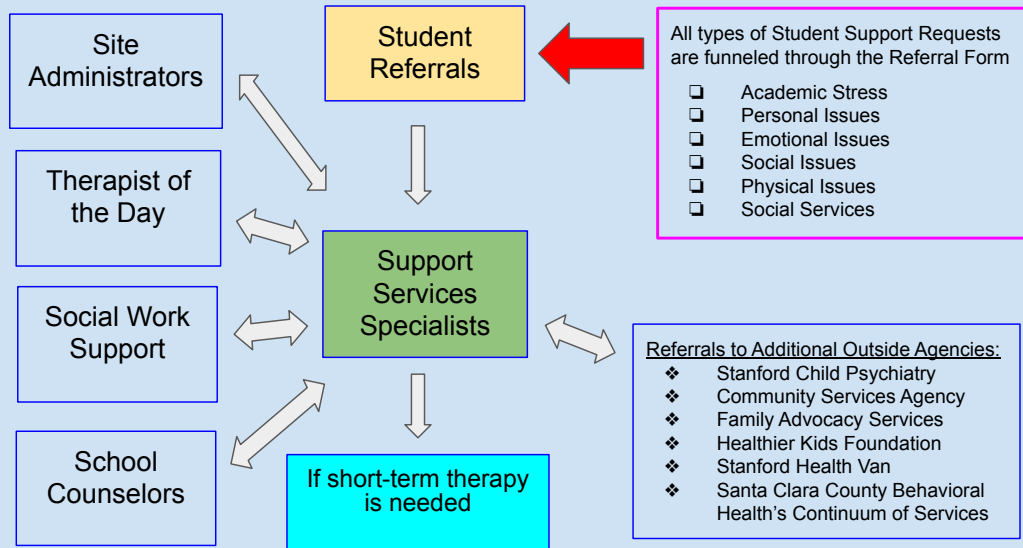 Site
Administrators
Student
Referrals
All types of Student Support Requests
are funneled through the Referral Form
❏ Academic Stress
❏ Personal Issues
❏ Emotional Issues
❏ Social Issues
❏ Physical Issues
❏ Social Services
Therapist of
the Day
Support
Services
Specialists
Social Work
Support
Referrals to Additional Outside Agencies:
❖ Stanford Child Psychiatry
❖ Community Services Agency
❖ Family Advocacy Services
❖ Healthier Kids Foundation
❖ Stanford Health Van
❖ Santa Clara County Behavioral
Health’s Continuum of Services
School
Counselors
If short-term therapy
is needed